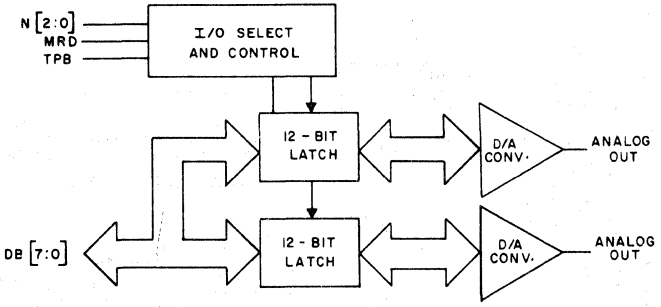 N [2:0]
MRD
TPB
I/O SELECT
AND CONTROL
12-BIT
LATCH
D/A
CONV.
ANALOG
OUT
DB [7:0]
12-BIT
LATCH
D/A
CONV.
ANALOG
OUT